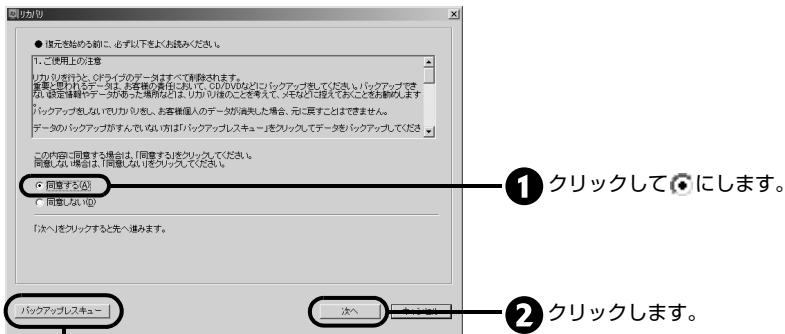 リカバリ
● 復元を始める前に、必ず以下をよくお読みください。
1. ご使用上の注意
リカバリを行うと、Cドライブのデータはすべて削除されます。
重要と思われるデータは、お客様の責任において、CD/DVDなどにバックアップをしてください。バックアップでき
ない設定情報やデータがあった場所などは、リカバリ後のことを考えて、メモなどに控えておくことをお勧めします
。
バックアップをしないでリカバリをし、お客様個人のデータが消失した場合、元に戻すことはできません。
データのバックアップがすんでいない方は「バックアップレスキュー」をクリックしてデータをバックアップしてくださ
この内容に同意する場合は、「同意する」をクリックしてください。
同意しない場合は、「同意しない」をクリックしてください。
同意する(A)
1 クリックして にします。
同意しない(D)
「次へ」をクリックすると先へ進みます。
バックアップレスキュー
次へ
キャンセル
2 クリックします。